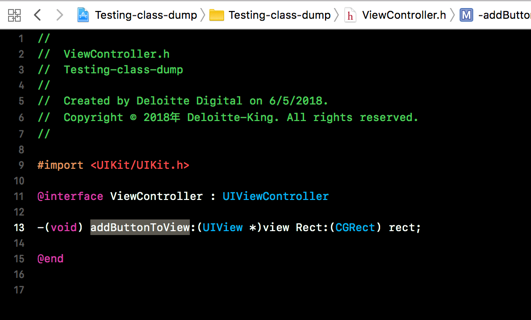 Testing-class-dump Testing-class-dump h ViewController.h M -addButton
1 //
2 // ViewController.h
3 // Testing-class-dump
4 //
5 // Created by Deloitte Digital on 6/5/2018.
6 // Copyright © 2018年 Deloitte-King. All rights reserved.
7 //
8
9 #import <UIKit/UIKit.h>
10
11 @interface ViewController : UIViewController
12
13 -(void) addButtonToView:(UIView *)view Rect:(CGRect) rect;
14
15 @end
16
17